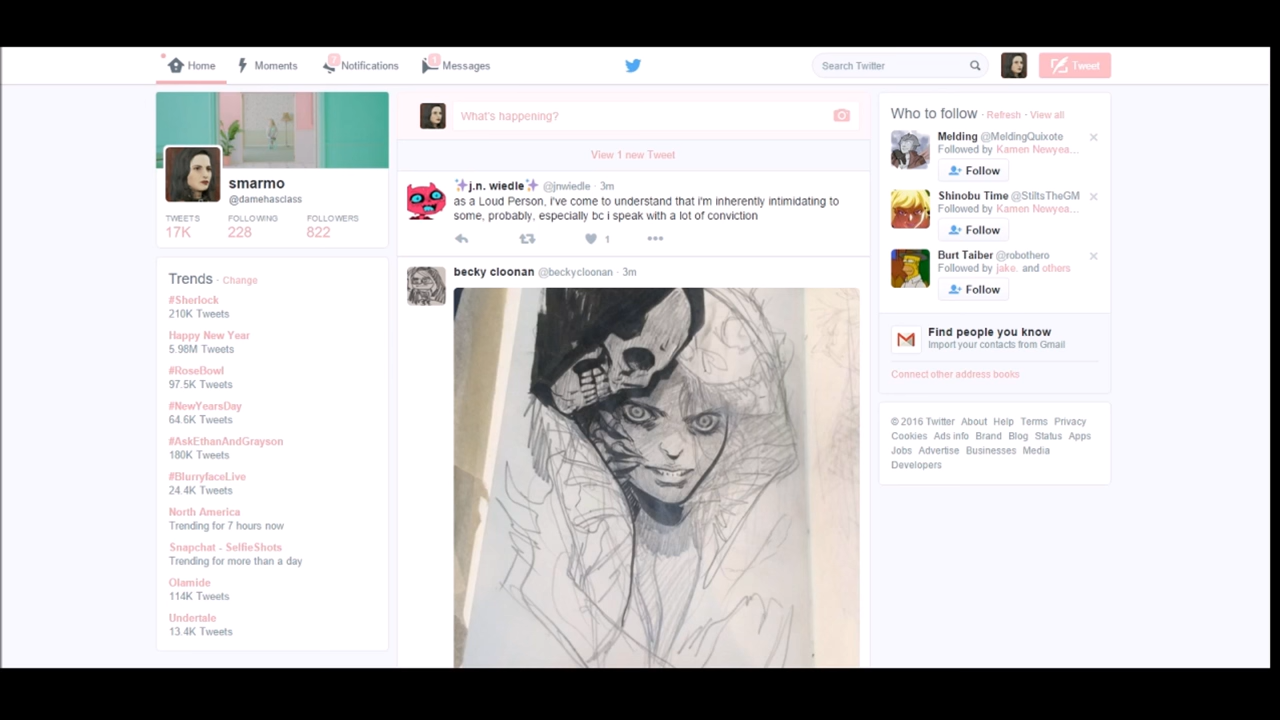 Home
Moments
7
Notifications
1
Messages
Search Twitter
Tweet
smarmo
@damehasclass
TWEETS FOLLOWING FOLLOWERS
17K 228 822
Trends · Change
#Sherlock
210K Tweets
Happy New Year
5.98M Tweets
#RoseBowl
97.5K Tweets
#NewYearsDay
64.6K Tweets
#AskEthanAndGrayson
180K Tweets
#BlurryfaceLive
24.4K Tweets
North America
Trending for 7 hours now
Snapchat - SelfieShots
Trending for more than a day
Olamide
114K Tweets
Undertale
13.4K Tweets
What's happening?
View 1 new Tweet
✨j.n. wiedle✨ @jnwiedle · 3m
as a Loud Person, i've come to understand that i'm inherently intimidating to
some, probably, especially bc i speak with a lot of conviction
1
becky cloonan @beckycloonan · 3m
Who to follow · Refresh · View all
Melding @MeldingQuixote
Followed by Kamen Newyea...
Follow
Shinobu Time @StiltsTheGM
Followed by Kamen Newyea...
Follow
Burt Taiber @robothero
Followed by jake. and others
Follow
Find people you know
Import your contacts from Gmail
Connect other address books
© 2016 Twitter About Help Terms Privacy
Cookies Ads info Brand Blog Status Apps
Jobs Advertise Businesses Media
Developers